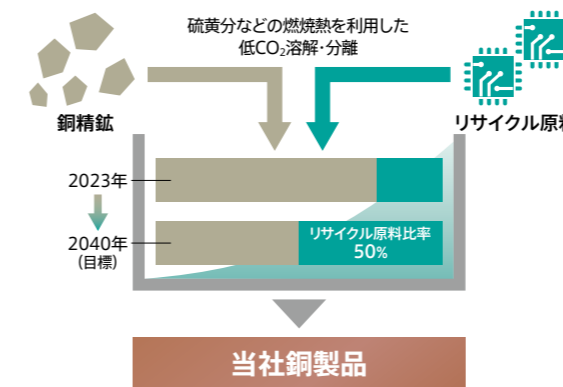 硫黄分などの燃焼熱を利用した
低CO₂溶解・分離
銅精鉱
リサイクル原料
2023年
2040年
(目標)
リサイクル原料比率
50%
当社銅製品